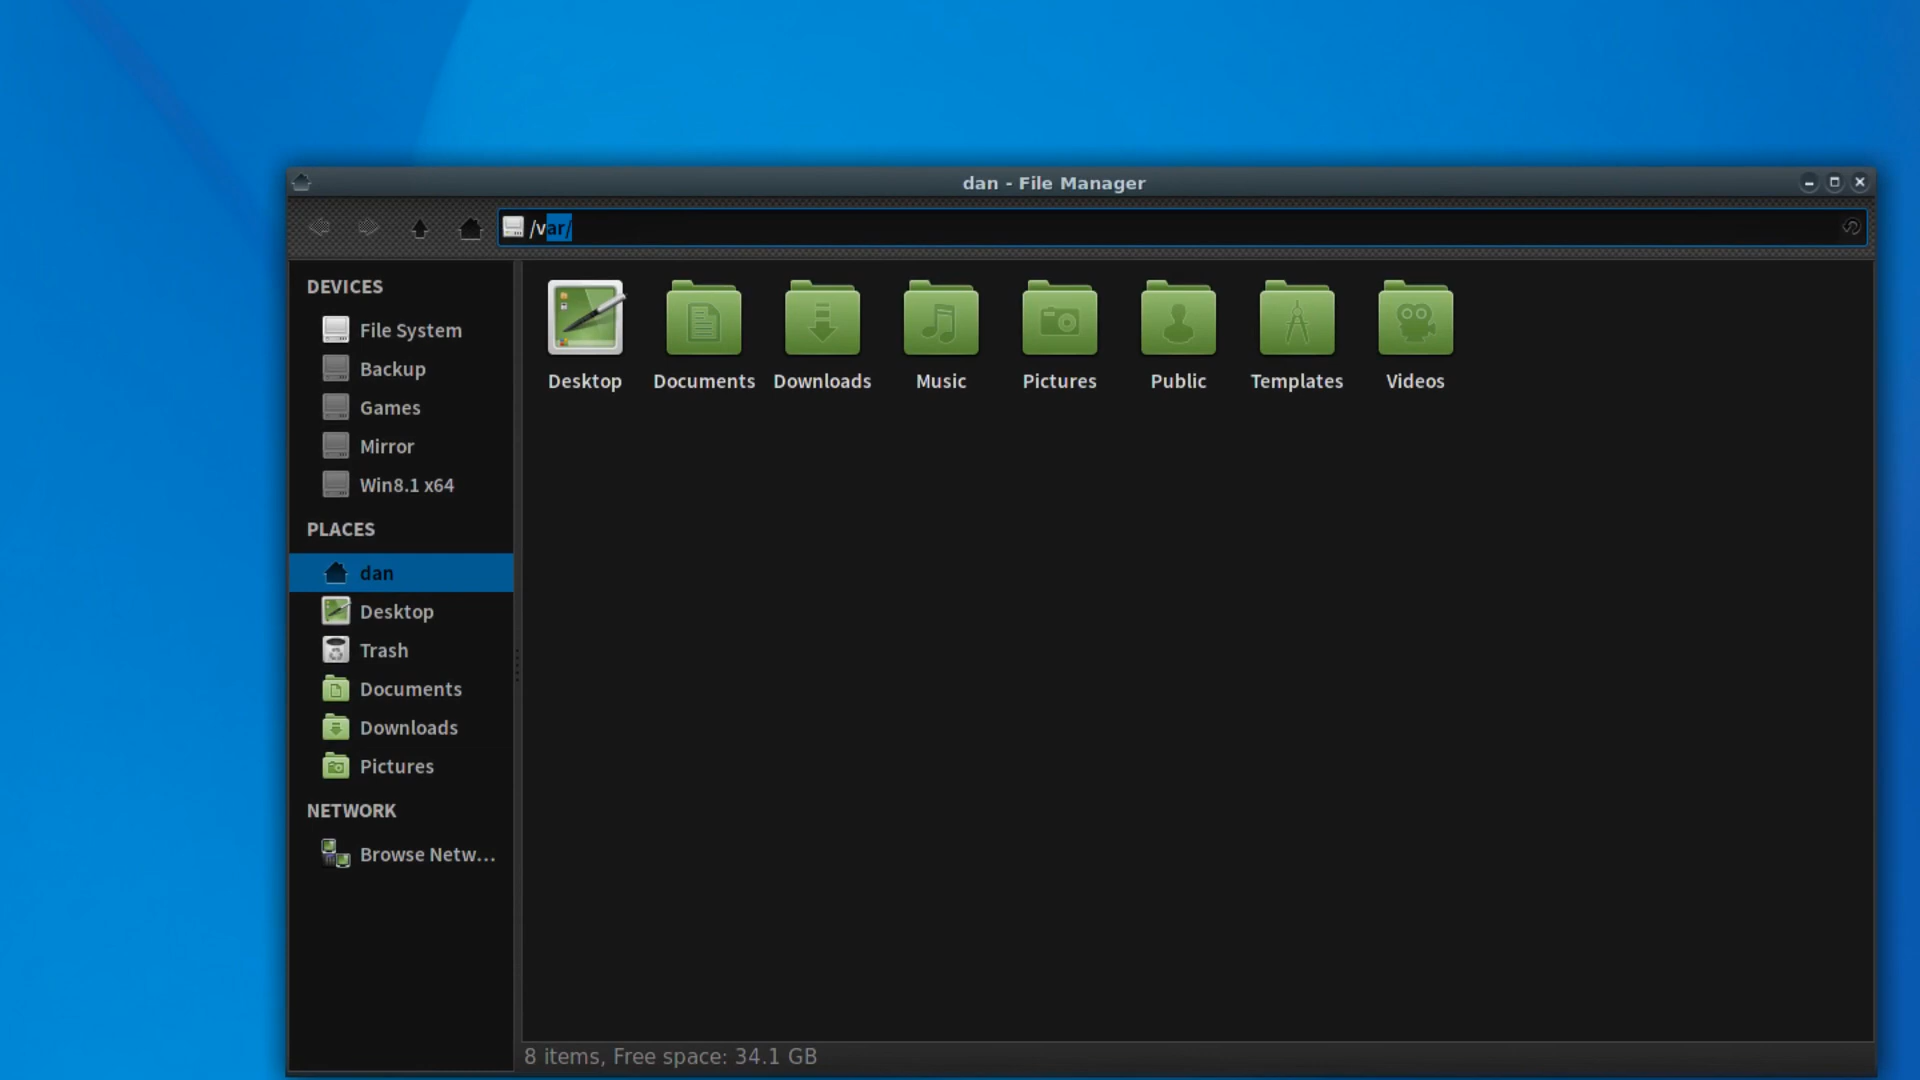 dan - File Manager
/var/
DEVICES
File System
Backup
Games
Mirror
Win8.1 x64
PLACES
dan
Desktop
Trash
Documents
Downloads
Pictures
NETWORK
Browse Netw...
Desktop Documents Downloads Music Pictures Public Templates Videos
8 items, Free space: 34.1 GB